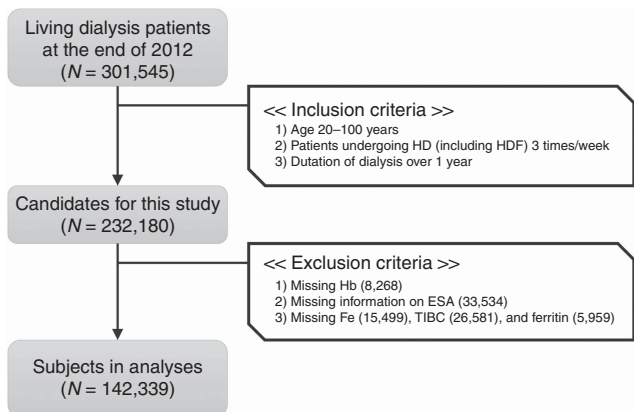 Living dialysis patients
at the end of 2012
(N = 301,545)
<< Inclusion criteria >>
1) Age 20–100 years
2) Patients undergoing HD (including HDF) 3 times/week
3) Dutation of dialysis over 1 year
Candidates for this study
(N = 232,180)
<< Exclusion criteria >>
1) Missing Hb (8,268)
2) Missing information on ESA (33,534)
3) Missing Fe (15,499), TIBC (26,581), and ferritin (5,959)
Subjects in analyses
(N = 142,339)